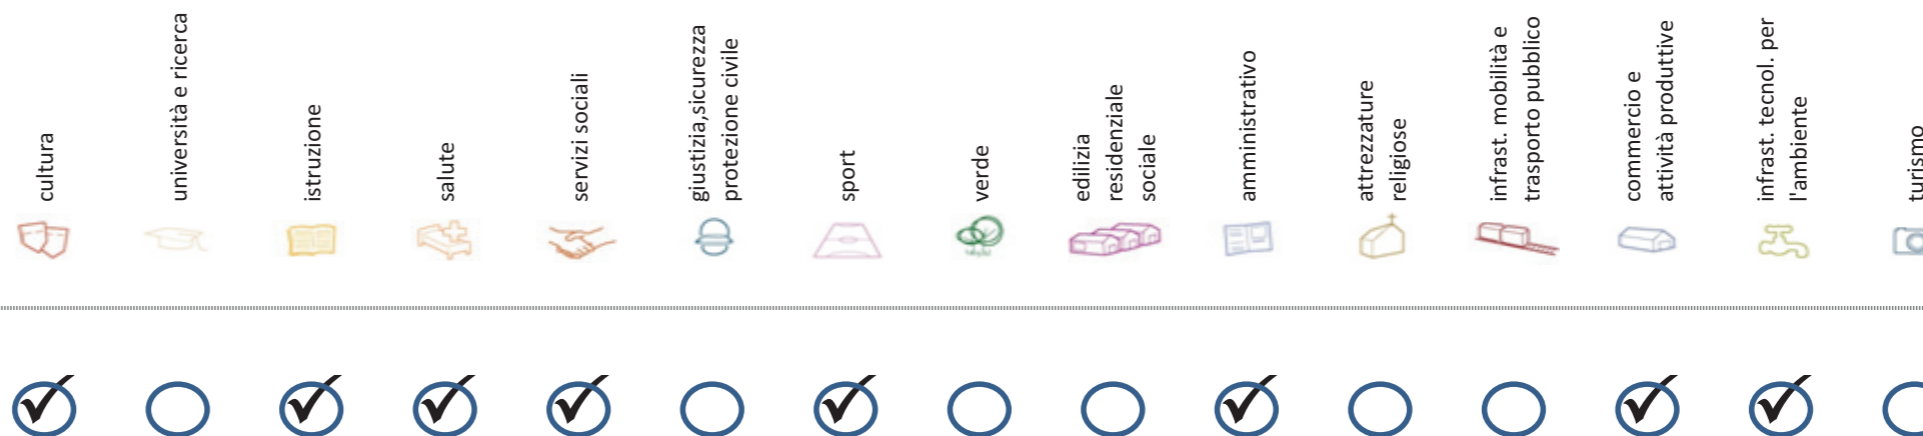 cultura
università e ricerca
istruzione
salute
servizi sociali
giustizia,sicurezza
protezione civile
sport
verde
edilizia
residenziale
sociale
amministrativo
attrezzature
religiose
infrast. mobilità e
trasporto pubblico
commercio e
attività produttive
infrast. tecnol. per
l'ambiente
turismo